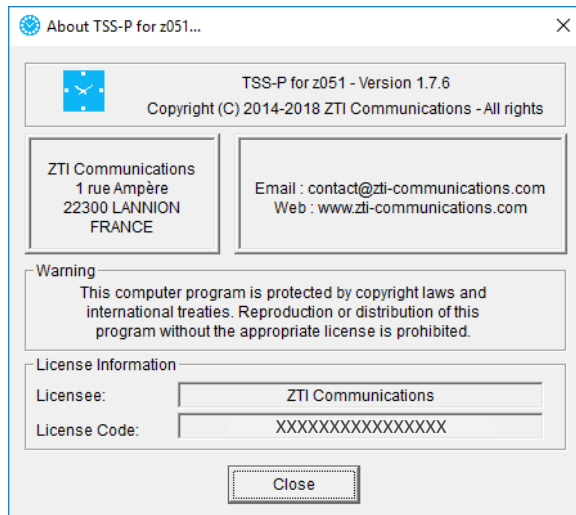 About TSS-P for z051...
TSS-P for z051 - Version 1.7.6
Copyright (C) 2014-2018 ZTI Communications - All rights
ZTI Communications
1 rue Ampère
22300 LANNION
FRANCE
Email : contact@zti-communications.com
Web : www.zti-communications.com
Warning
This computer program is protected by copyright laws and
international treaties. Reproduction or distribution of this
program without the appropriate license is prohibited.
License Information
Licensee:
ZTI Communications
License Code:
XXXXXXXXXXXXXXXX
Close